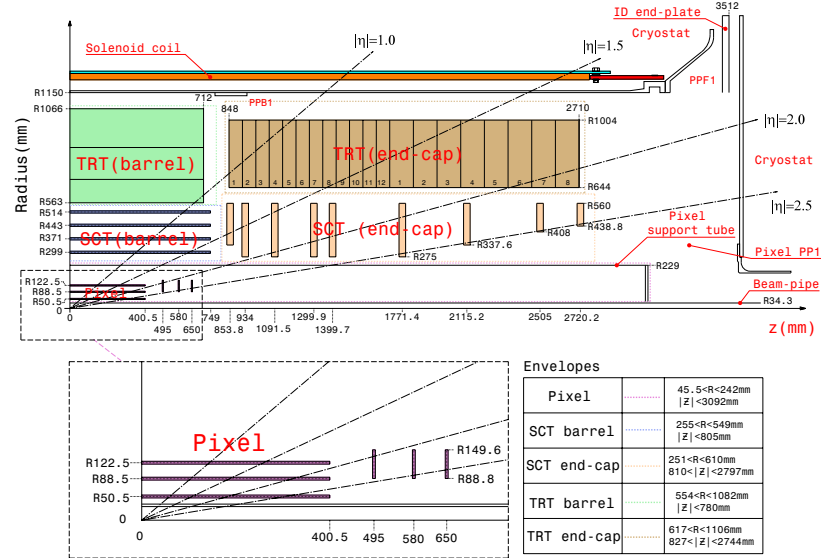 3512
ID end-plate
Cryostat
Solenoid coil
|η|=1.0
|η|=1.5
PPF1
R1150
712
848
PPB1
2710
R1066
R1004
|η|=2.0
TRT(barrel)
TRT(end-cap)
Cryostat
1 2 3 4 5 6 7 8 9 10 11 12 1 2 3 4 5 6 7 8
R644
Radius(mm)
R563
R514
R560
|η|=2.5
R443
SCT(barrel)
SCT (end-cap)
R438.8
Pixel
support tube
R371
R408
R337.6
R299
R275
Pixel PP1
R229
R122.5
R88.5
Pixel
Beam-pipe
R50.5
R34.3
0
0
400.5
580
749
934
1299.9
1771.4
2115.2
2505
2720.2
495
650
853.8
1091.5
1399.7
z(mm)
Pixel
R149.6
R122.5
R88.5
R88.8
R50.5
0
400.5
495
580
650
Envelopes
Pixel
45.5<R<242mm
|Z|<3092mm
SCT barrel
255<R<549mm
|Z|<805mm
SCT end-cap
251<R<610mm
810<|Z|<2797mm
TRT barrel
554<R<1082mm
|Z|<780mm
TRT end-cap
617<R<1106mm
827<|Z|<2744mm